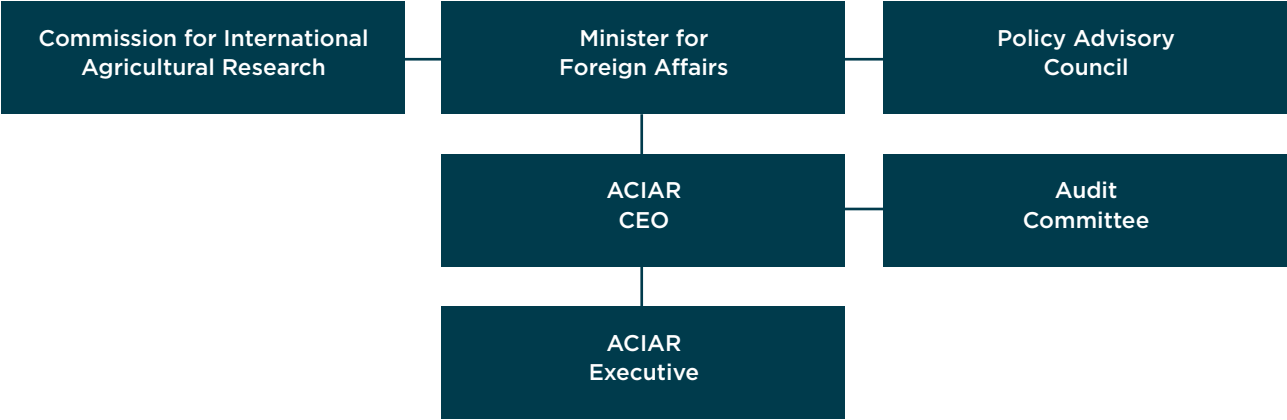 Commission for International
Agricultural Research
Minister for
Foreign Affairs
Policy Advisory
Council
ACIAR
CEO
Audit
Committee
ACIAR
Executive